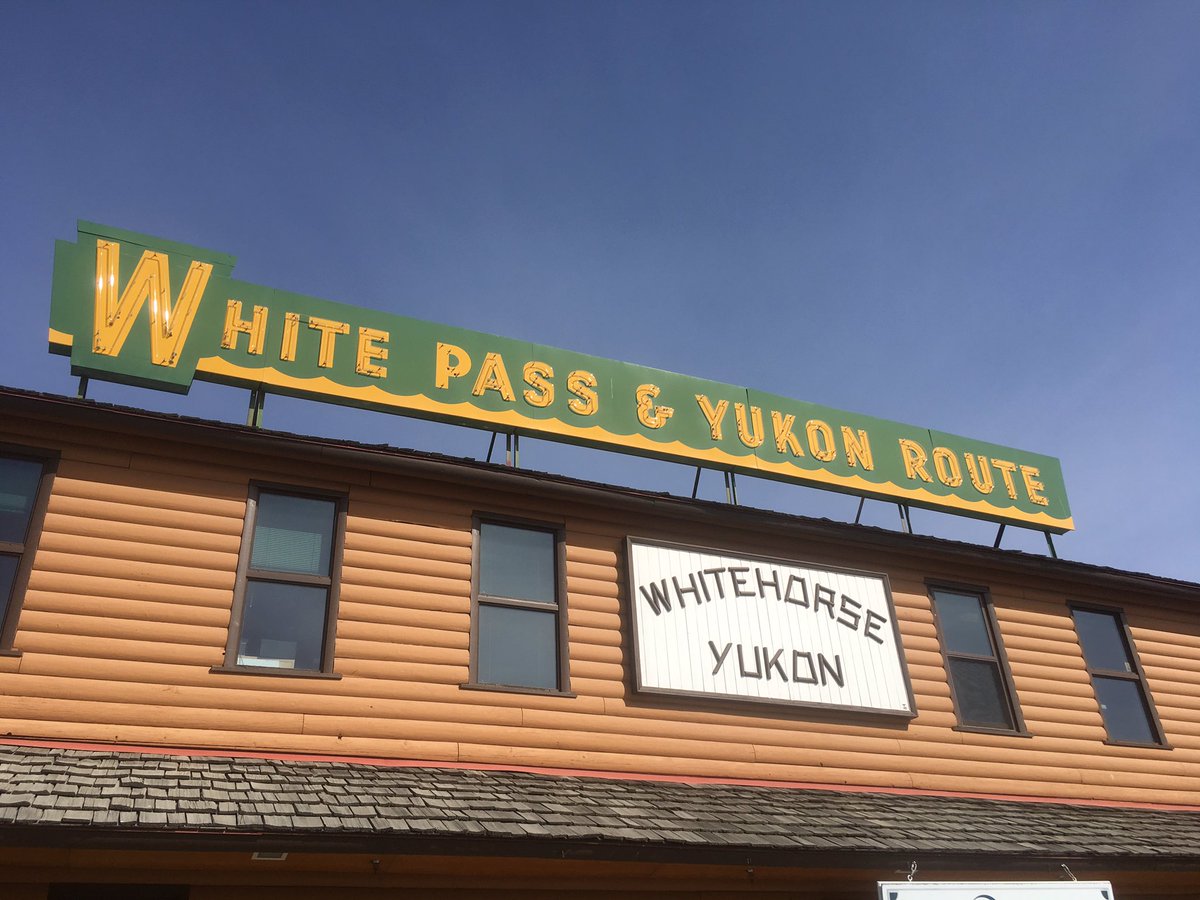 WHITE PASS & YUKON ROUTE
WHITEHORSE
YUKON